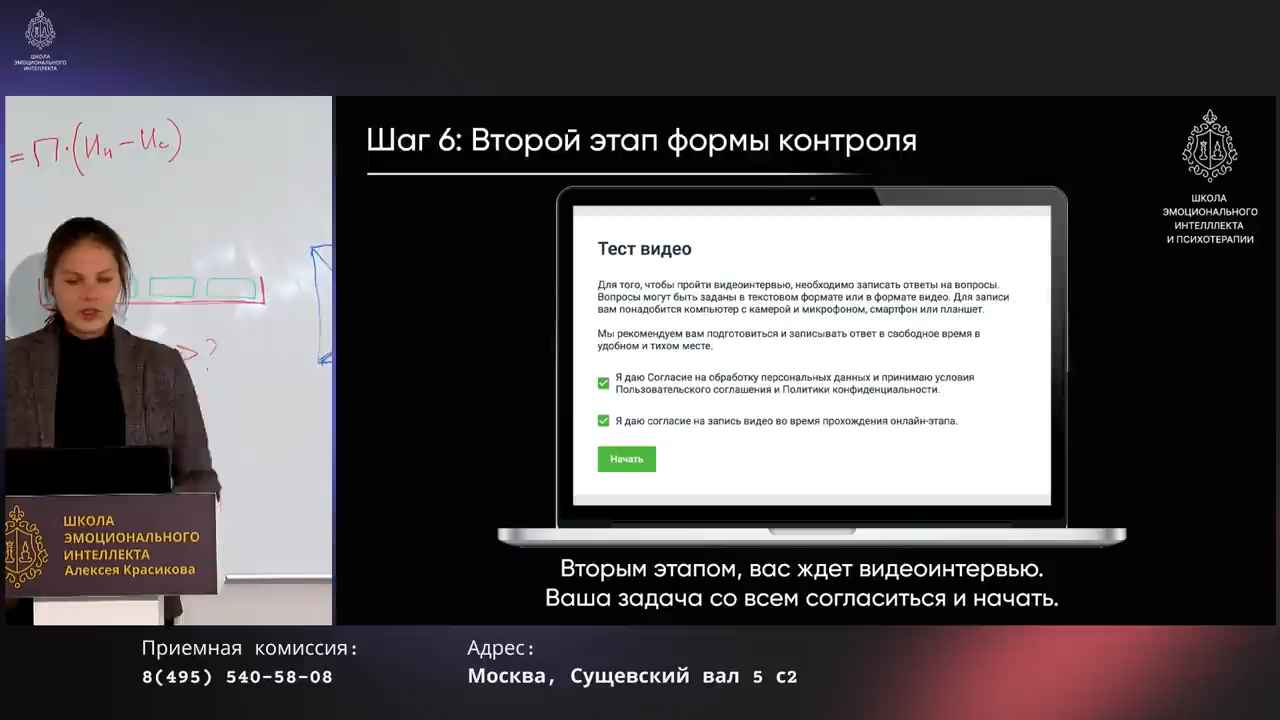 ШКОЛА
ЭМОЦИОНАЛЬНОГО
ИНТЕЛЛЕКТА
= П·(Ин – Ис)
?
ШКОЛА
ЭМОЦИОНАЛЬНОГО
ИНТЕЛЛЕКТА
Алексея Красикова
Шаг 6: Второй этап формы контроля
ШКОЛА
ЭМОЦИОНАЛЬНОГО
ИНТЕЛЛЛЕКТА
И ПСИХОТЕРАПИИ
Тест видео
Для того, чтобы пройти видеоинтервью, необходимо записать ответы на вопросы.
Вопросы могут быть заданы в текстовом формате или в формате видео. Для записи
вам понадобится компьютер с камерой и микрофоном, смартфон или планшет.
Мы рекомендуем вам подготовиться и записывать ответ в свободное время в
удобном и тихом месте.
Я даю Согласие на обработку персональных данных и принимаю условия
Пользовательского соглашения и Политики конфиденциальности.
Я даю согласие на запись видео во время прохождения онлайн-этапа.
Начать
Вторым этапом, вас ждет видеоинтервью.
Ваша задача со всем согласиться и начать.
Приемная комиссия:
8(495) 540-58-08
Адрес:
Москва, Сущевский вал 5 с2